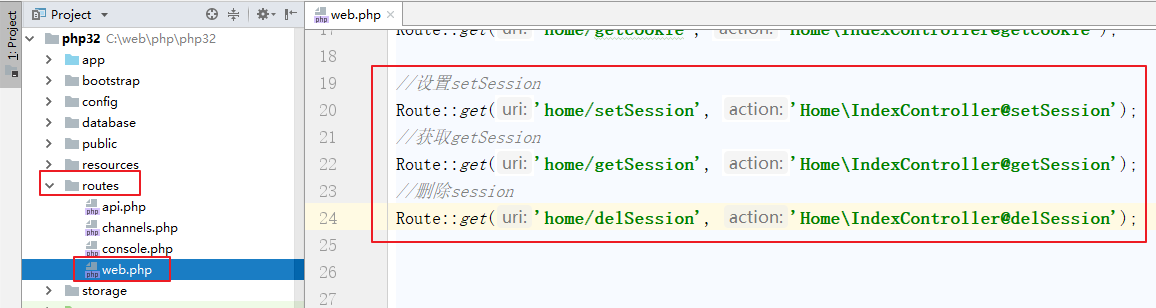 1: Project
Project
php32 C:\web\php\php32
app
bootstrap
config
database
public
resources
routes
api.php
channels.php
console.php
web.php
storage
web.php
17 Route::get( uri: 'home/getcookie', action: 'Home\IndexController@getcookie');
18
19 //设置setSession
20 Route::get( uri: 'home/setSession', action: 'Home\IndexController@setSession');
21 //获取getSession
22 Route::get( uri: 'home/getSession', action: 'Home\IndexController@getSession');
23 //删除session
24 Route::get( uri: 'home/delSession', action: 'Home\IndexController@delSession');
25
26
27